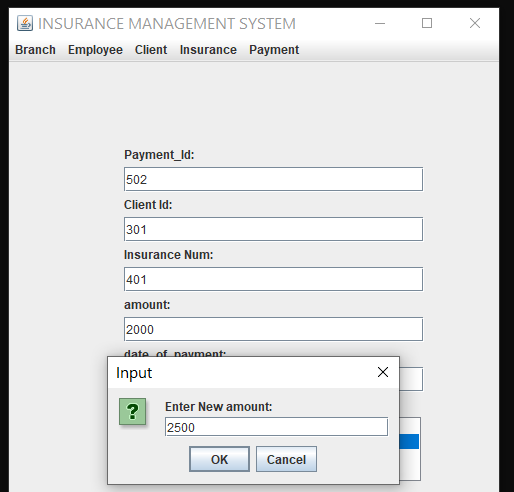 INSURANCE MANAGEMENT SYSTEM
Branch Employee Client Insurance Payment
Payment_Id:
502
Client Id:
301
Insurance Num:
401
amount:
2000
date_of_payment:
Input
Enter New amount:
2500
OK Cancel